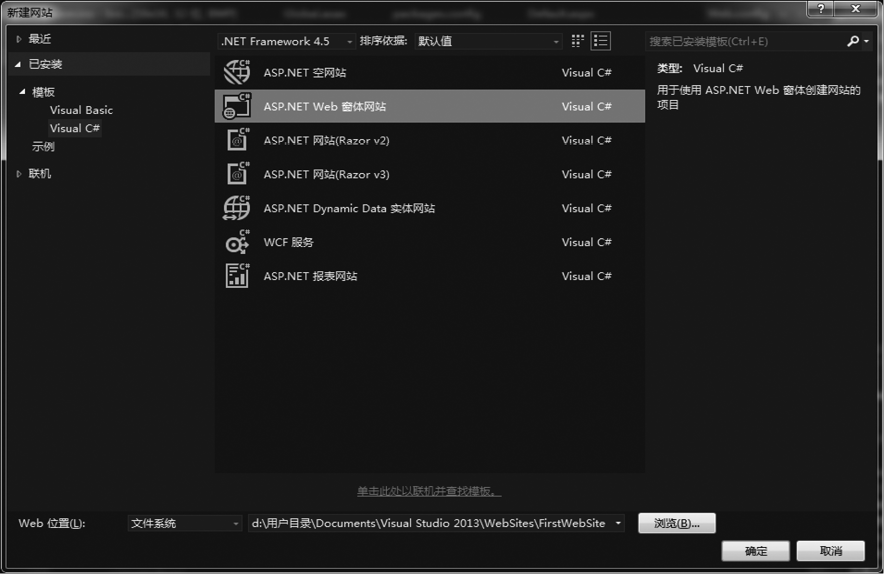 新建网站
最近
.NET Framework 4.5 排序依据: 默认值
搜索已安装模板(Ctrl+E)
已安装
模板
Visual Basic
Visual C#
示例
联机
ASP.NET 空网站 Visual C#
ASP.NET Web 窗体网站 Visual C#
ASP.NET 网站(Razor v2) Visual C#
ASP.NET 网站(Razor v3) Visual C#
ASP.NET Dynamic Data 实体网站 Visual C#
WCF 服务 Visual C#
ASP.NET 报表网站 Visual C#
类型: Visual C#
用于使用 ASP.NET Web 窗体创建网站的
项目
单击此处以联机并查找模板。
Web 位置(L): 文件系统 d:\用户目录\Documents\Visual Studio 2013\WebSites\FirstWebSite 浏览(B)...
确定 取消